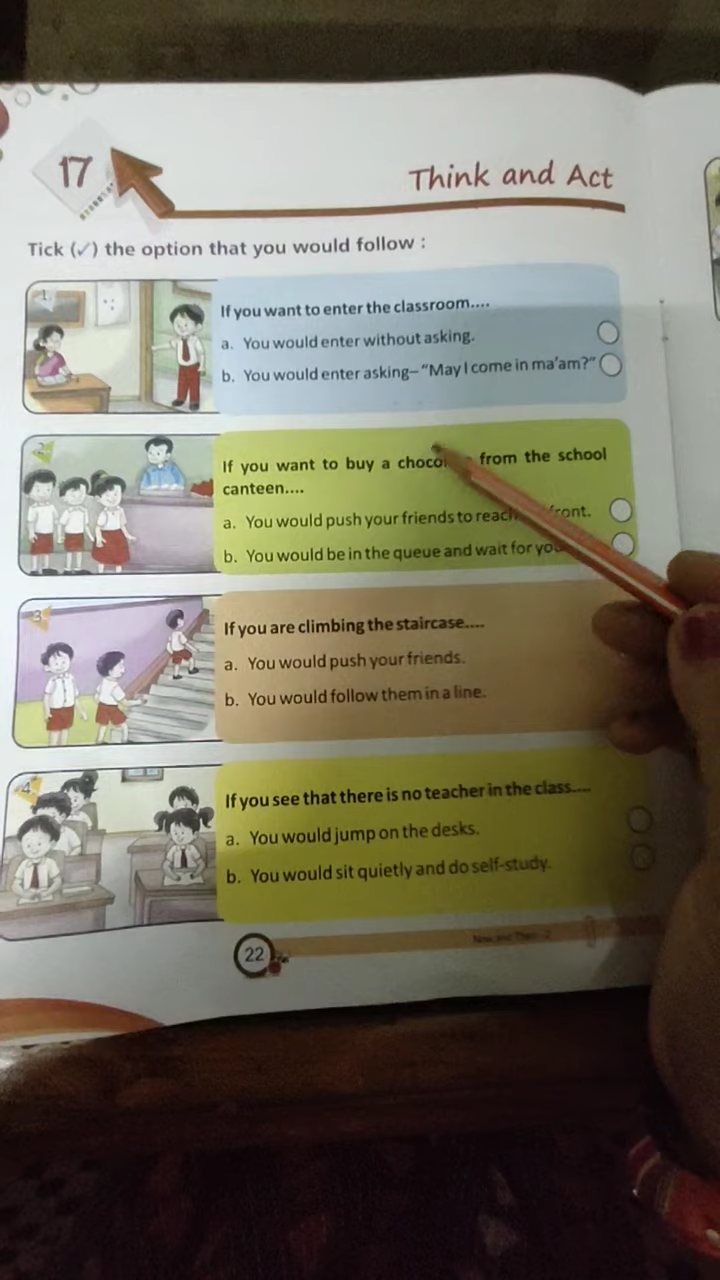 17
Think and Act
Tick (✓) the option that you would follow :
1.
If you want to enter the classroom....
a. You would enter without asking.
b. You would enter asking– “May I come in ma'am?”
2
If you want to buy a from the school
canteen....
a. You would push your friends to reach front.
b. You would be in the queue and wait for
3
If you are climbing the staircase....
a. You would push your friends.
b. You would follow them in a line.
4
If you see that there is no teacher in the class....
a. You would jump on the desks.
b. You would sit quietly and do self-study.
22